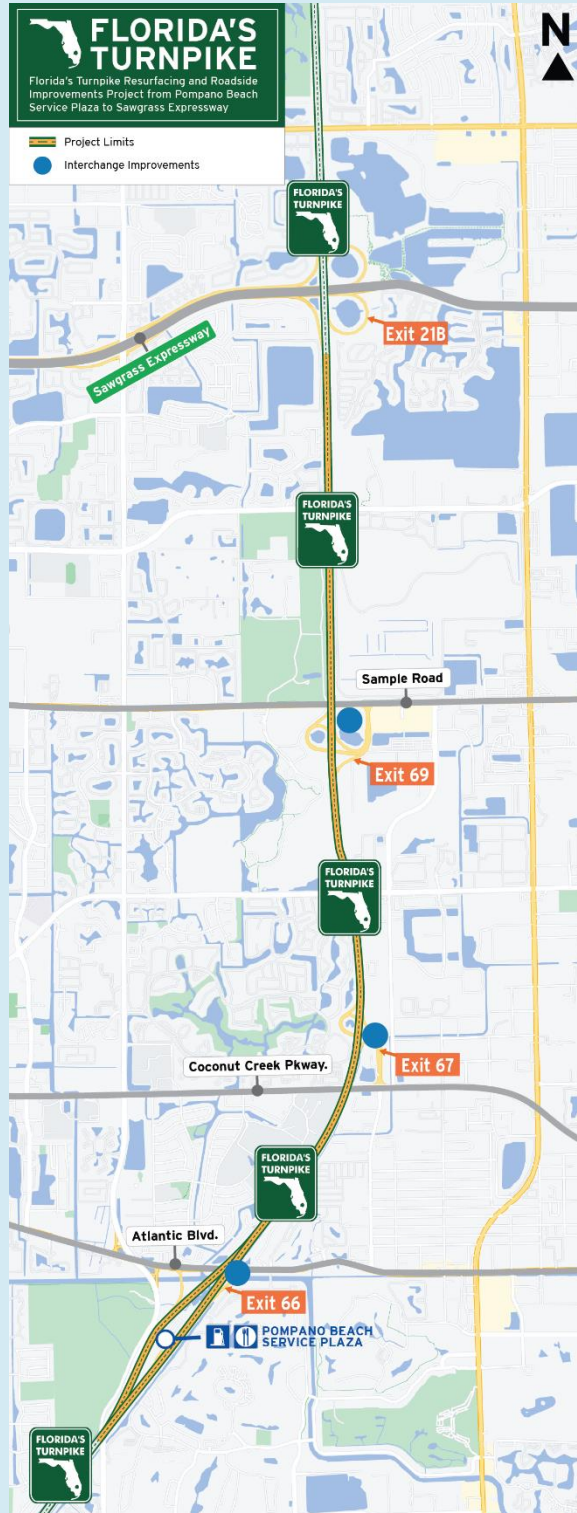 FLORIDA'S
TURNPIKE
Florida's Turnpike Resurfacing and Roadside
Improvements Project from Pompano Beach
Service Plaza to Sawgrass Expressway
N
Project Limits
Interchange Improvements
FLORIDA'S
TURNPIKE
Exit 21B
Sawgrass Expressway
FLORIDA'S
TURNPIKE
Sample Road
Exit 69
FLORIDA'S
TURNPIKE
Exit 67
Coconut Creek Pkwy.
FLORIDA'S
TURNPIKE
Atlantic Blvd.
Exit 66
POMPANO BEACH
SERVICE PLAZA
FLORIDA'S
TURNPIKE